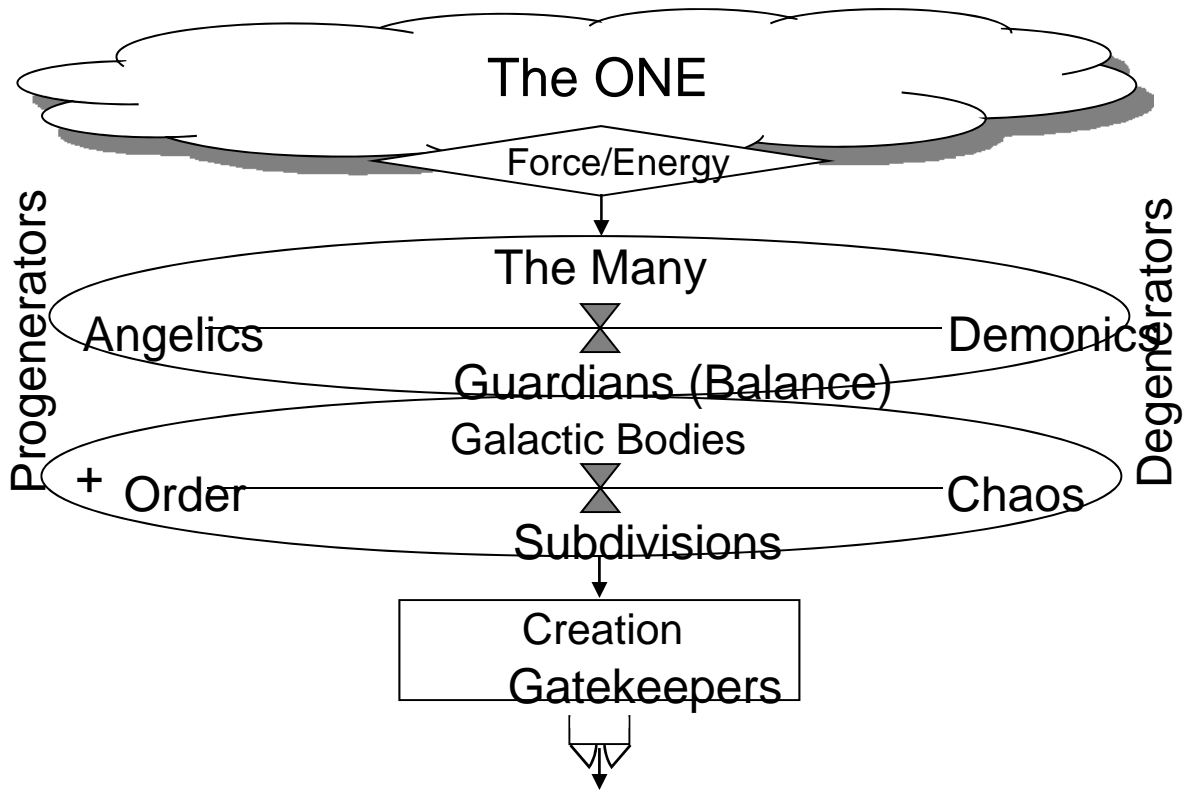 The ONE
Force/Energy
Progenerators
Degenerators
The Many
Angelics
Demonics
Guardians (Balance)
Galactic Bodies
+ Order
Chaos
Subdivisions
Creation
Gatekeepers